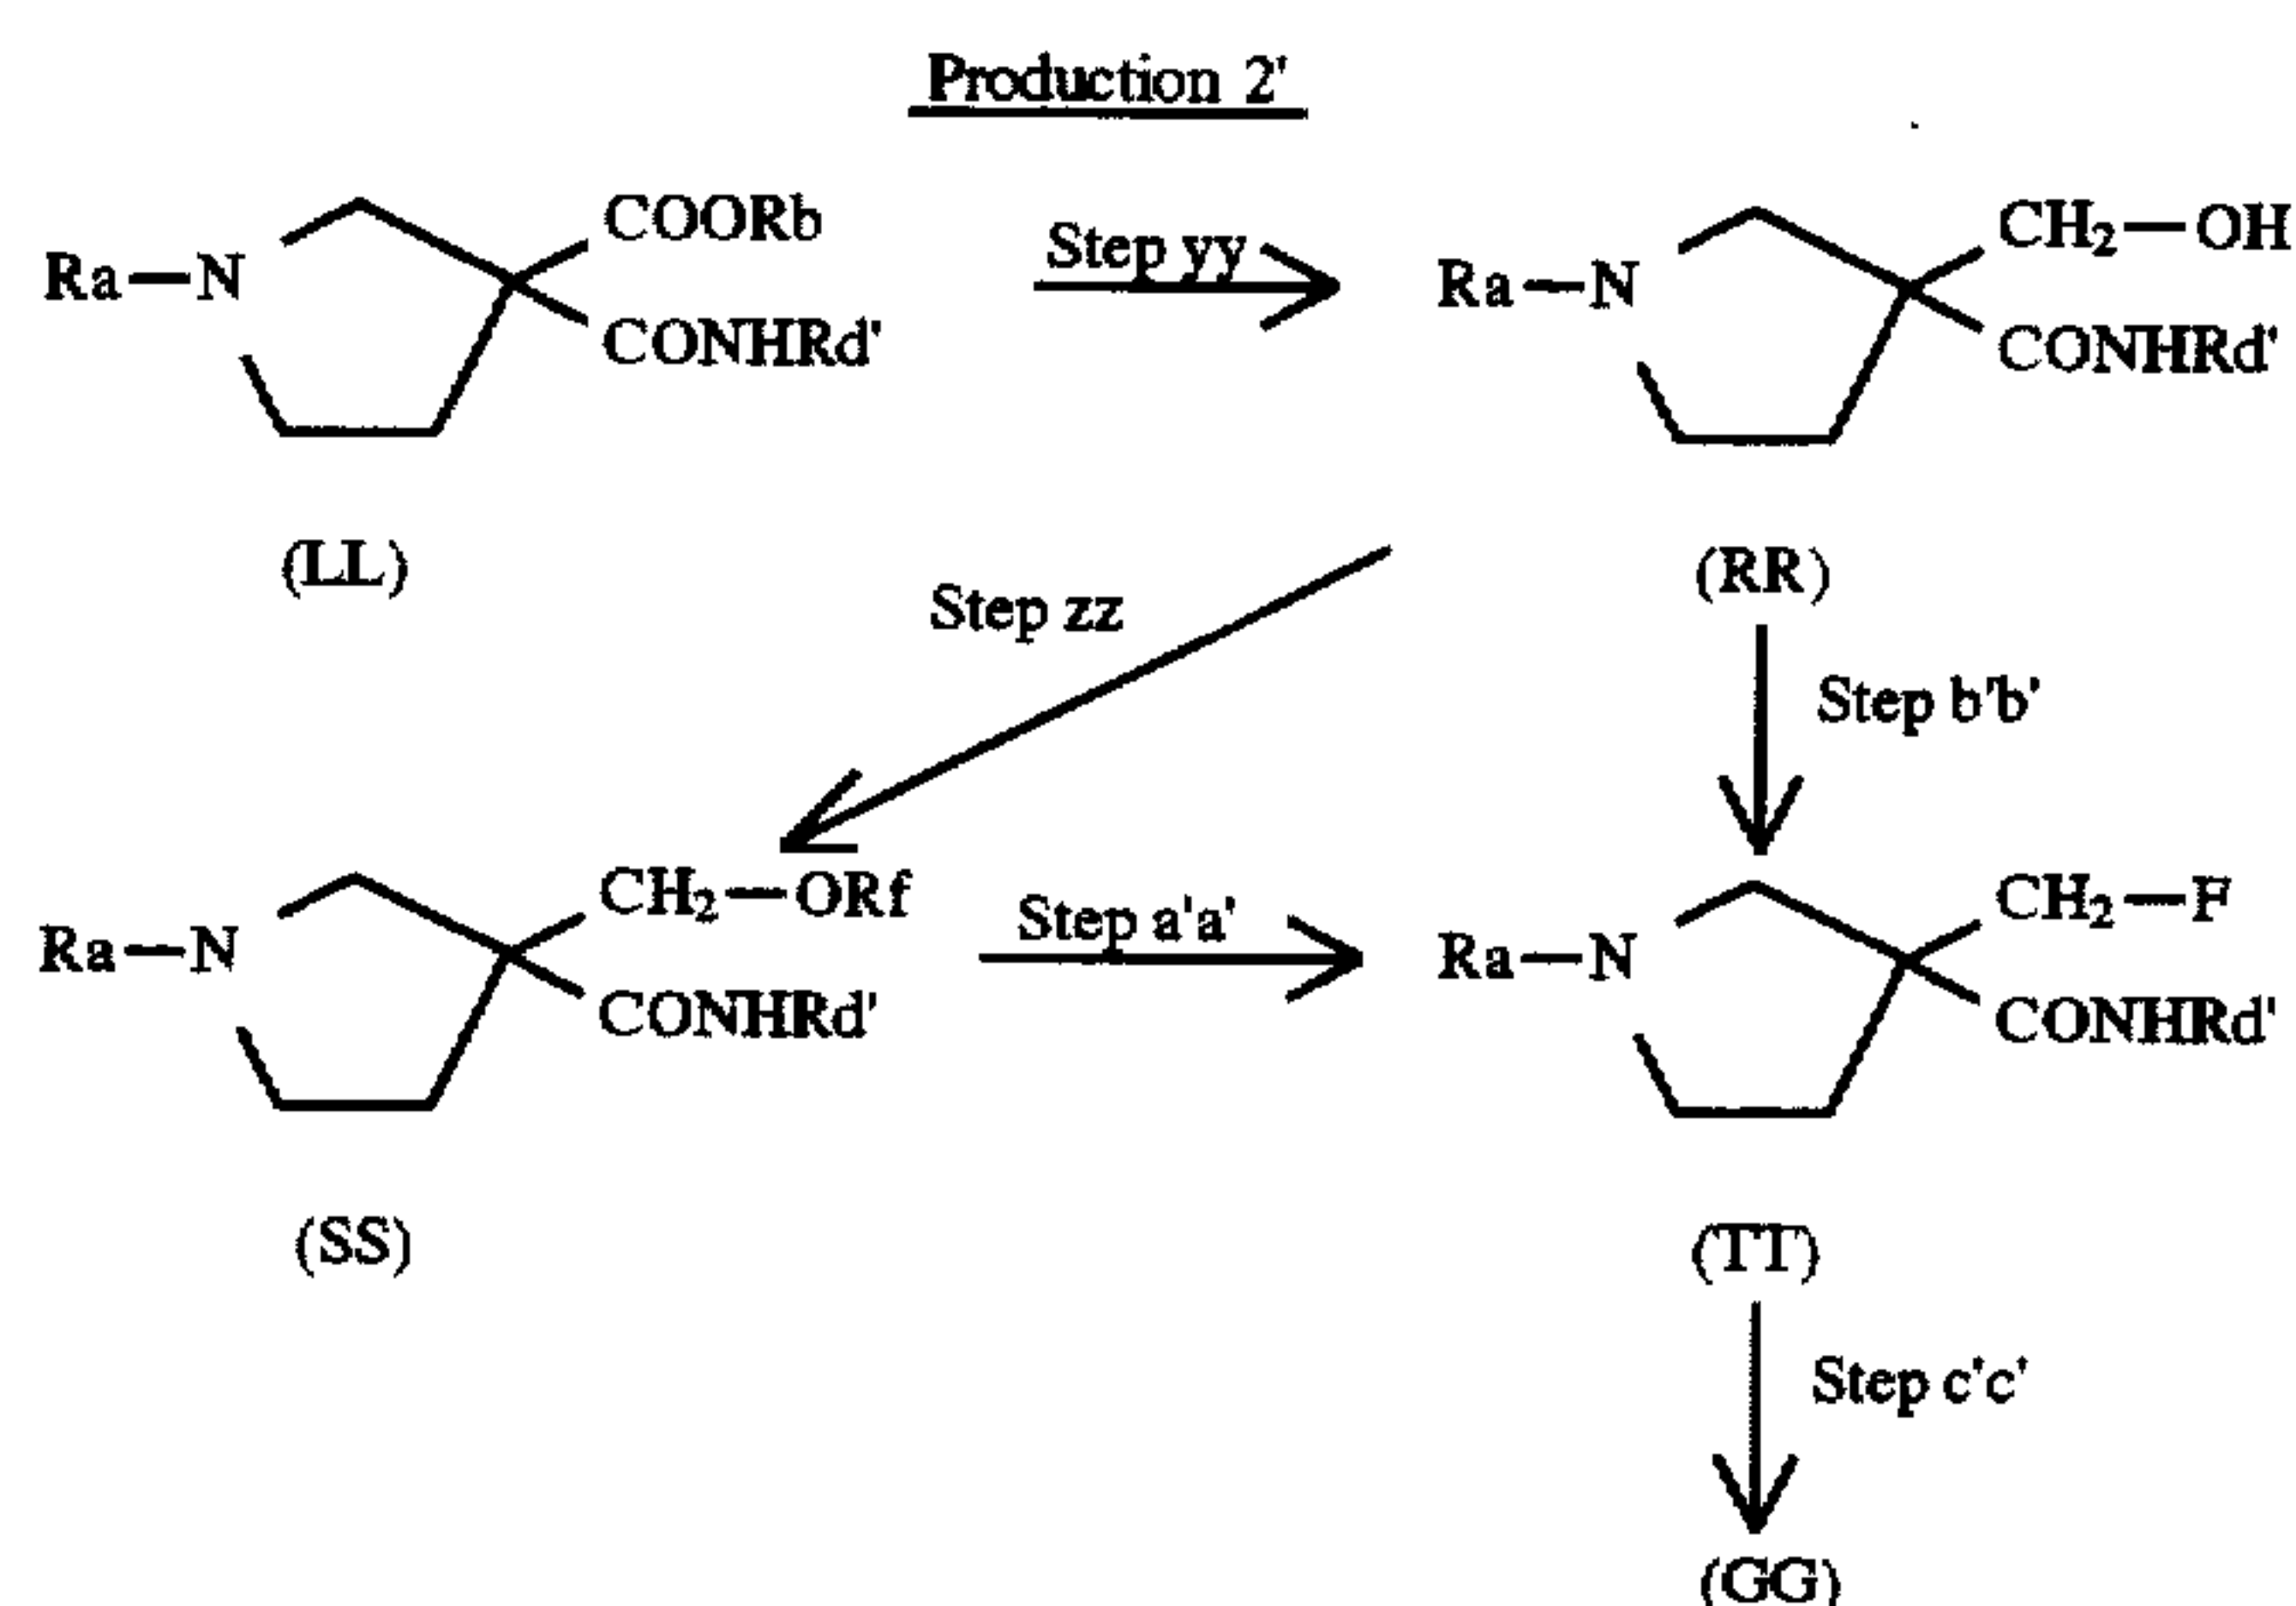 Production 2'
COORb
Ra—N
CONHRd'
(LL)
Step yy
CH₂—OH
Ra—N
CONHRd'
(RR)
Step zz
Step b'b'
CH₂—ORf
Ra—N
CONHRd'
(SS)
Step a'a'
CH₂—F
Ra—N
CONHRd'
(TT)
Step c'c'
(GG)